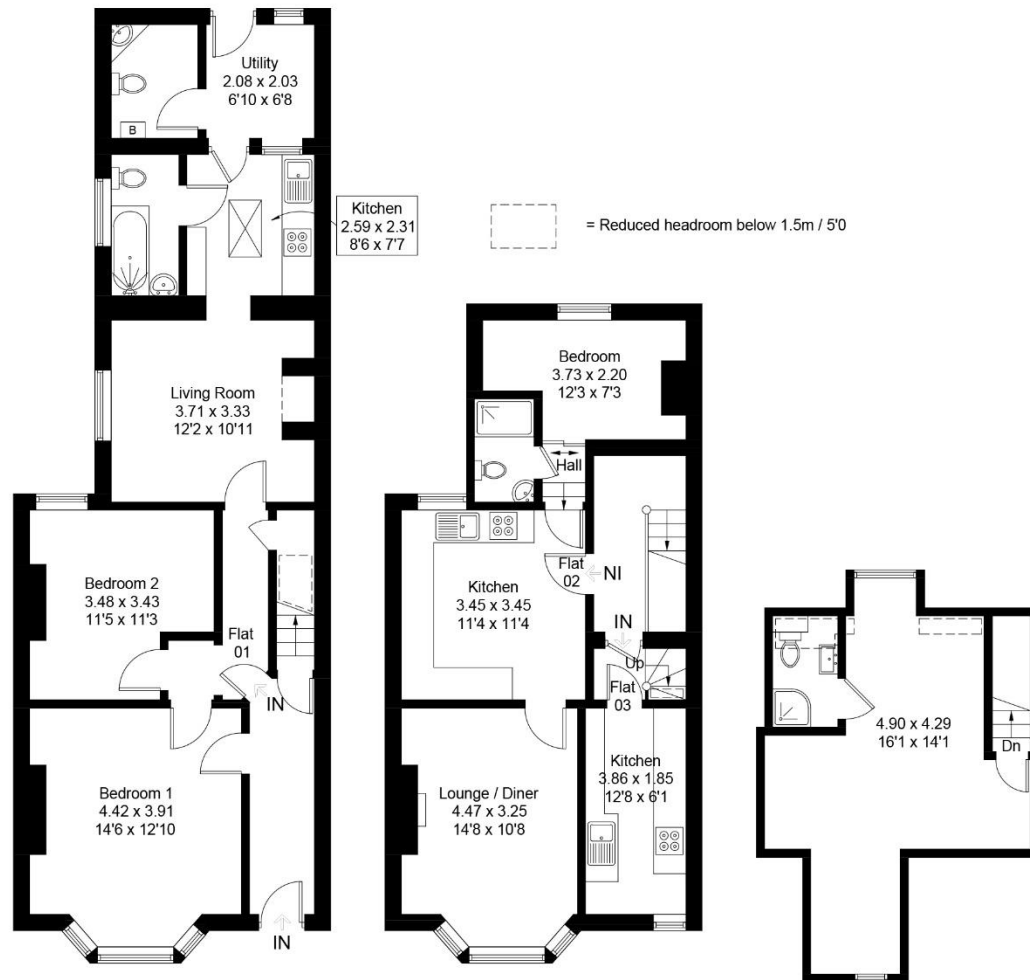 Utility
2.08 x 2.03
6'10 x 6'8
B
Kitchen
2.59 x 2.31
8'6 x 7'7
= Reduced headroom below 1.5m / 5'0
Living Room
3.71 x 3.33
12'2 x 10'11
Bedroom 2
3.48 x 3.43
11'5 x 11'3
Flat
01
IN
Bedroom 1
4.42 x 3.91
14'6 x 12'10
IN
Bedroom
3.73 x 2.20
12'3 x 7'3
Hall
Kitchen
3.45 x 3.45
11'4 x 11'4
Flat
02
NI
IN
Up
Flat
03
Lounge / Diner
4.47 x 3.25
14'8 x 10'8
Kitchen
3.86 x 1.85
12'8 x 6'1
4.90 x 4.29
16'1 x 14'1
Dn